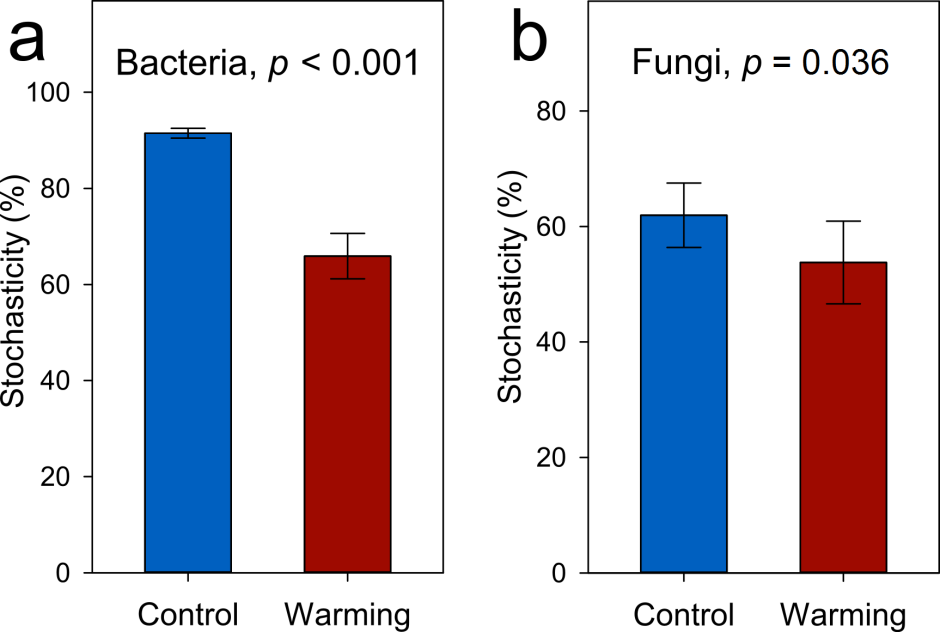 a
Bacteria, p < 0.001
Stochasticity (%)
100
80
60
40
20
0
Control Warming
b
Fungi, p = 0.036
Stochasticity (%)
80
60
40
20
0
Control Warming